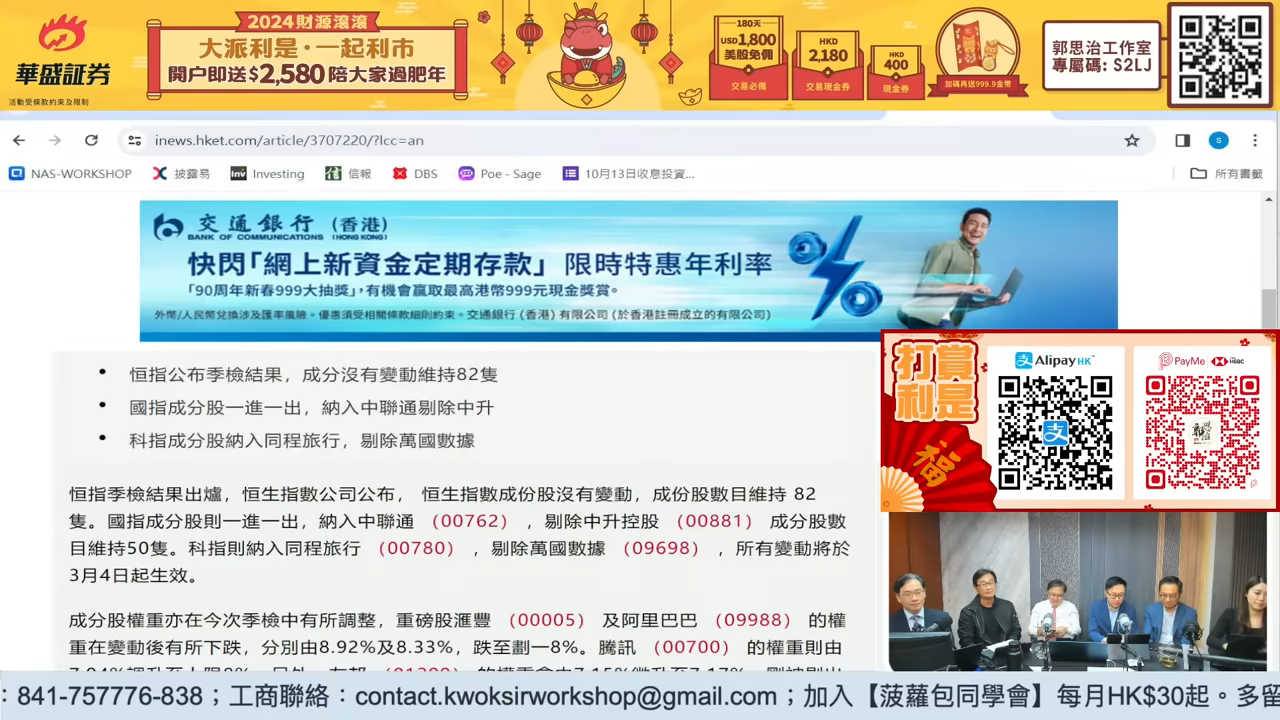 華盛証券
活動受條款約束及限制
2024財源滾滾
大派利是·一起利市
開户即送$2,580陪大家過肥年
180天
USD1,800
美股免佣
交易必備
HKD
2,180
交易現金券
HKD
400
現金券
加碼再送999.9金幣
郭思治工作室
專屬碼: S2LJ
inews.hket.com/article/3707220/?lcc=an
NAS-WORKSHOP
披露易
Investing
信報
DBS
Poe - Sage
10月13日收息投資...
所有書籤
交通銀行（香港）
BANK OF COMMUNICATIONS (HONG KONG)
快閃「網上新資金定期存款」限時特惠年利率
「90周年新春999大抽獎」，有機會贏取最高港幣999元現金獎賞。
外幣/人民幣兌換涉及匯率風險。優惠須受相關條款細則約束。交通銀行（香港）有限公司（於香港註冊成立的有限公司）
• 恒指公布季檢結果，成分沒有變動維持82隻
• 國指成分股一進一出，納入中聯通剔除中升
• 科指成分股納入同程旅行，剔除萬國數據
恒指季檢結果出爐，恒生指數公司公布， 恒生指數成份股沒有變動，成份股數目維持 82
隻。國指成分股則一進一出，納入中聯通 （00762） ，剔除中升控股 （00881） 成分股數
目維持50隻。科指則納入同程旅行 （00780） ，剔除萬國數據 （09698） ，所有變動將於
3月4日起生效。
成分股權重亦在今次季檢中有所調整，重磅股匯豐 （00005） 及阿里巴巴 （09988） 的權
重在變動後有所下跌，分別由8.92%及8.33%，跌至劃一8%。騰訊 （00700） 的權重則由
打賞
利是
福
AlipayHK
PayMe
HSBC
：841-757776-838；工商聯絡：contact.kwoksirworkshop@gmail.com；加入【菠蘿包同學會】每月HK$30起。多留